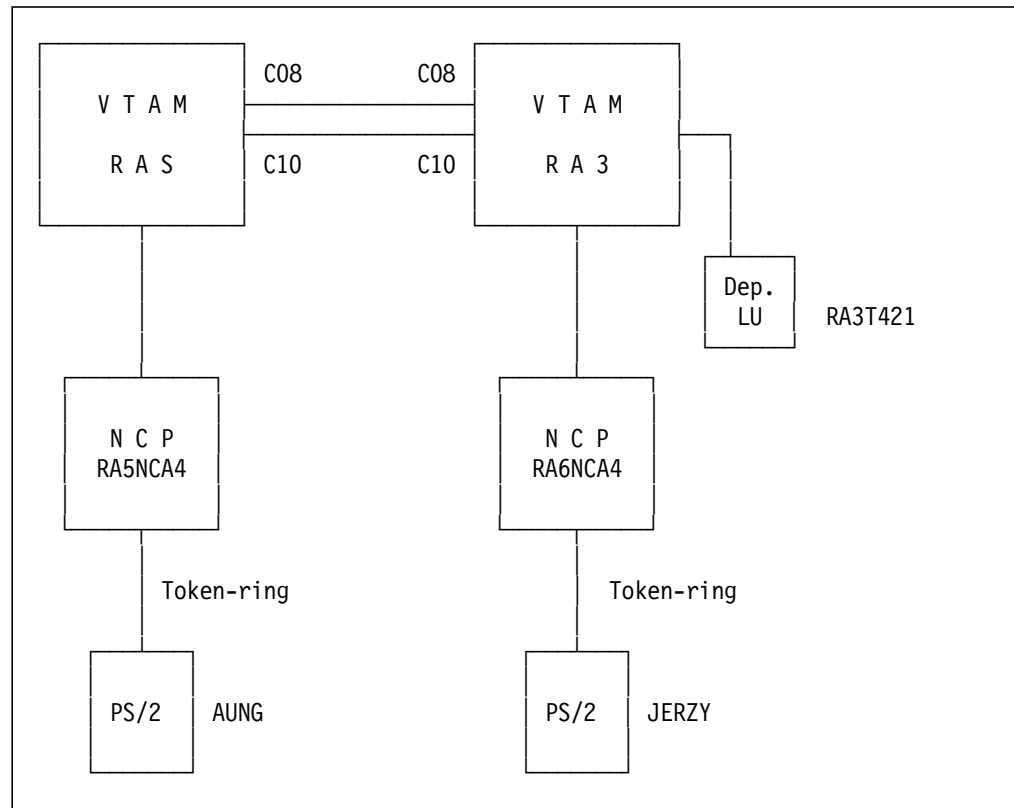 C08 C08
V T A M V T A M
R A S C10 C10 R A 3
Dep.
LU RA3T421
N C P N C P
RA5NCA4 RA6NCA4
Token-ring Token-ring
PS/2 AUNG PS/2 JERZY